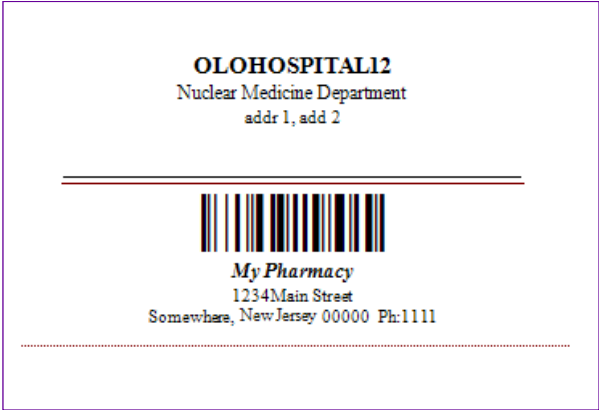 OLOHOSPITAL12
Nuclear Medicine Department
addr 1, add 2
My Pharmacy
1234Main Street
Somewhere, New Jersey 00000 Ph:1111